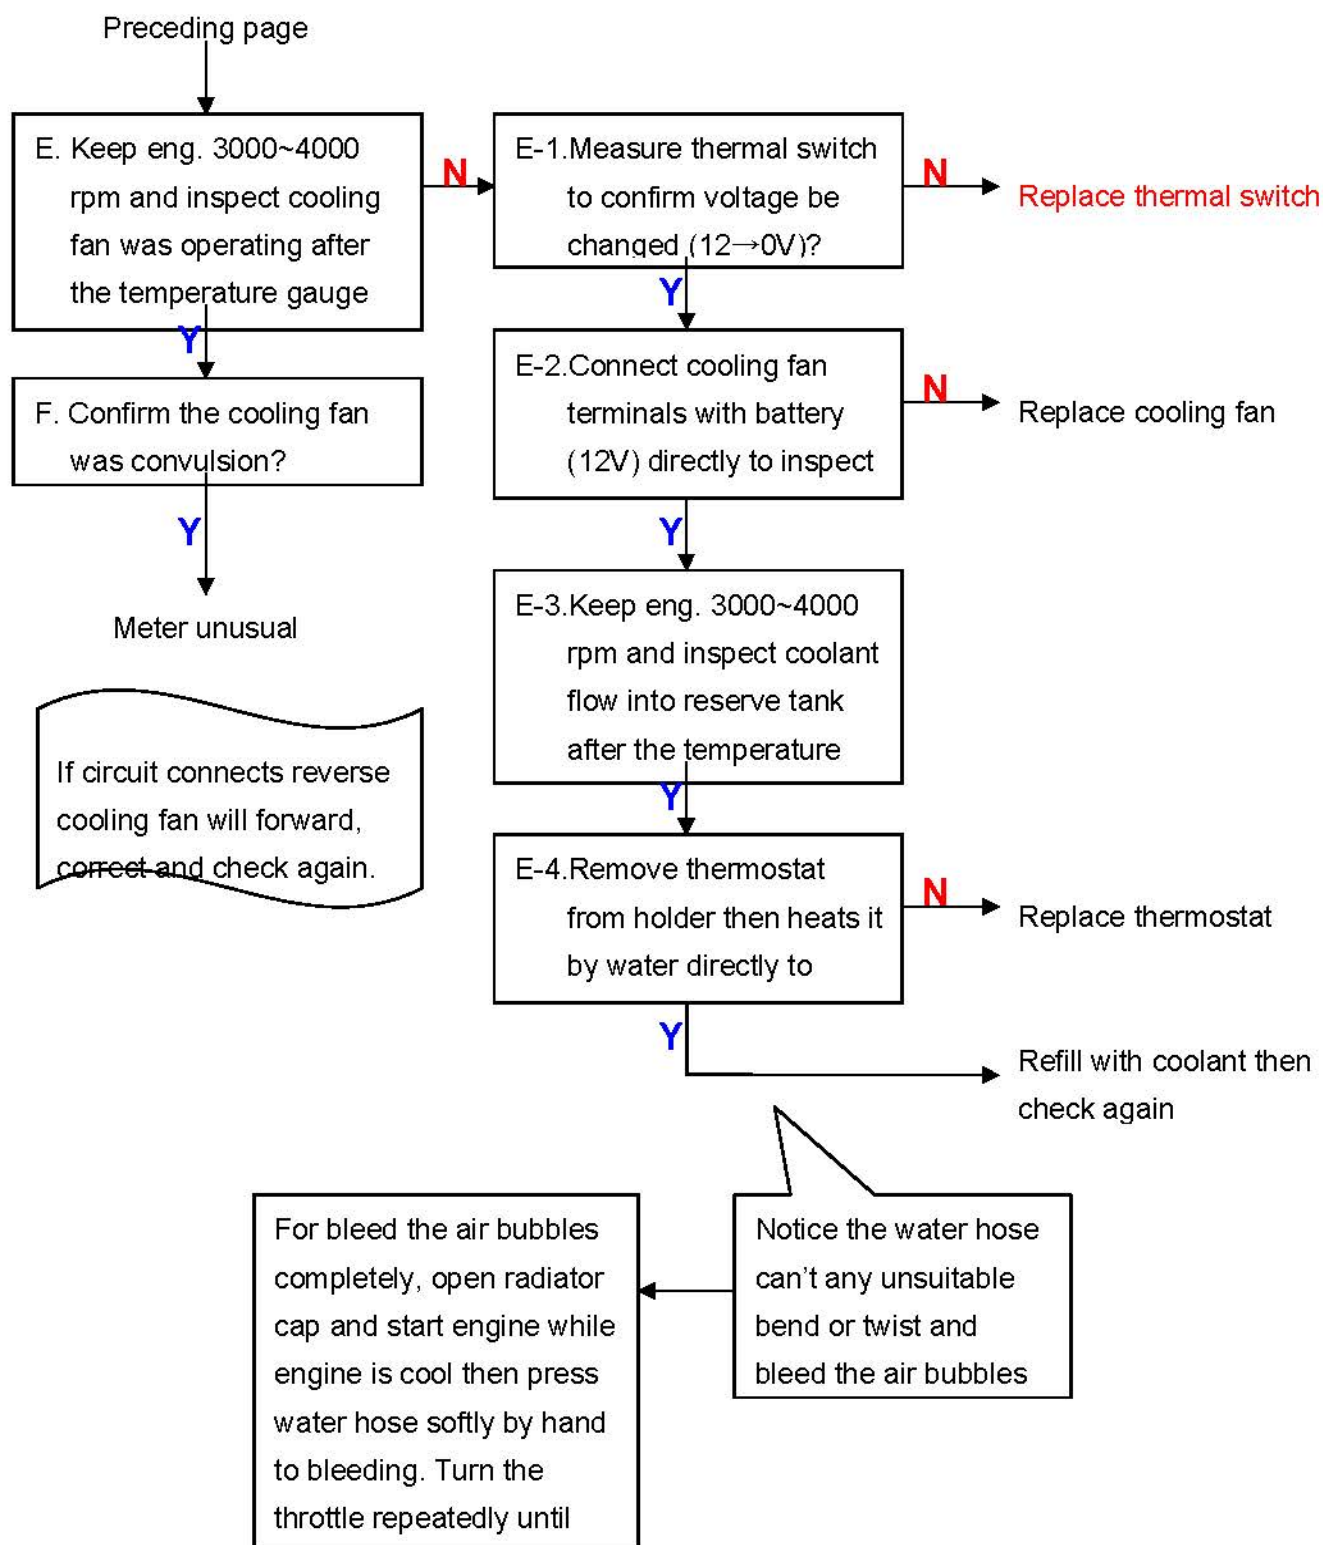 Preceding page
E. Keep eng. 3000~4000
rpm and inspect cooling
fan was operating after
the temperature gauge
N
E-1.Measure thermal switch
to confirm voltage be
changed (12→0V)?
N
Replace thermal switch
Y
Y
F. Confirm the cooling fan
was convulsion?
E-2.Connect cooling fan
terminals with battery
(12V) directly to inspect
N
Replace cooling fan
Y
Y
Meter unusual
E-3.Keep eng. 3000~4000
rpm and inspect coolant
flow into reserve tank
after the temperature
Y
If circuit connects reverse
cooling fan will forward,
correct and check again.
E-4.Remove thermostat
from holder then heats it
by water directly to
N
Replace thermostat
Y
Refill with coolant then
check again
For bleed the air bubbles
completely, open radiator
cap and start engine while
engine is cool then press
water hose softly by hand
to bleeding. Turn the
throttle repeatedly until
Notice the water hose
can't any unsuitable
bend or twist and
bleed the air bubbles